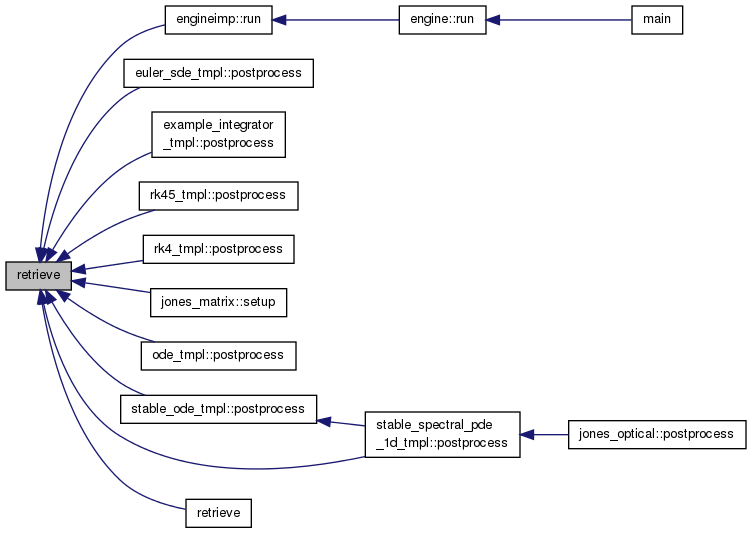 engineimp::run
engine::run
main
euler_sde_tmpl::postprocess
example_integrator
_tmpl::postprocess
rk45_tmpl::postprocess
rk4_tmpl::postprocess
retrieve
jones_matrix::setup
ode_tmpl::postprocess
stable_ode_tmpl::postprocess
stable_spectral_pde
_1d_tmpl::postprocess
jones_optical::postprocess
retrieve